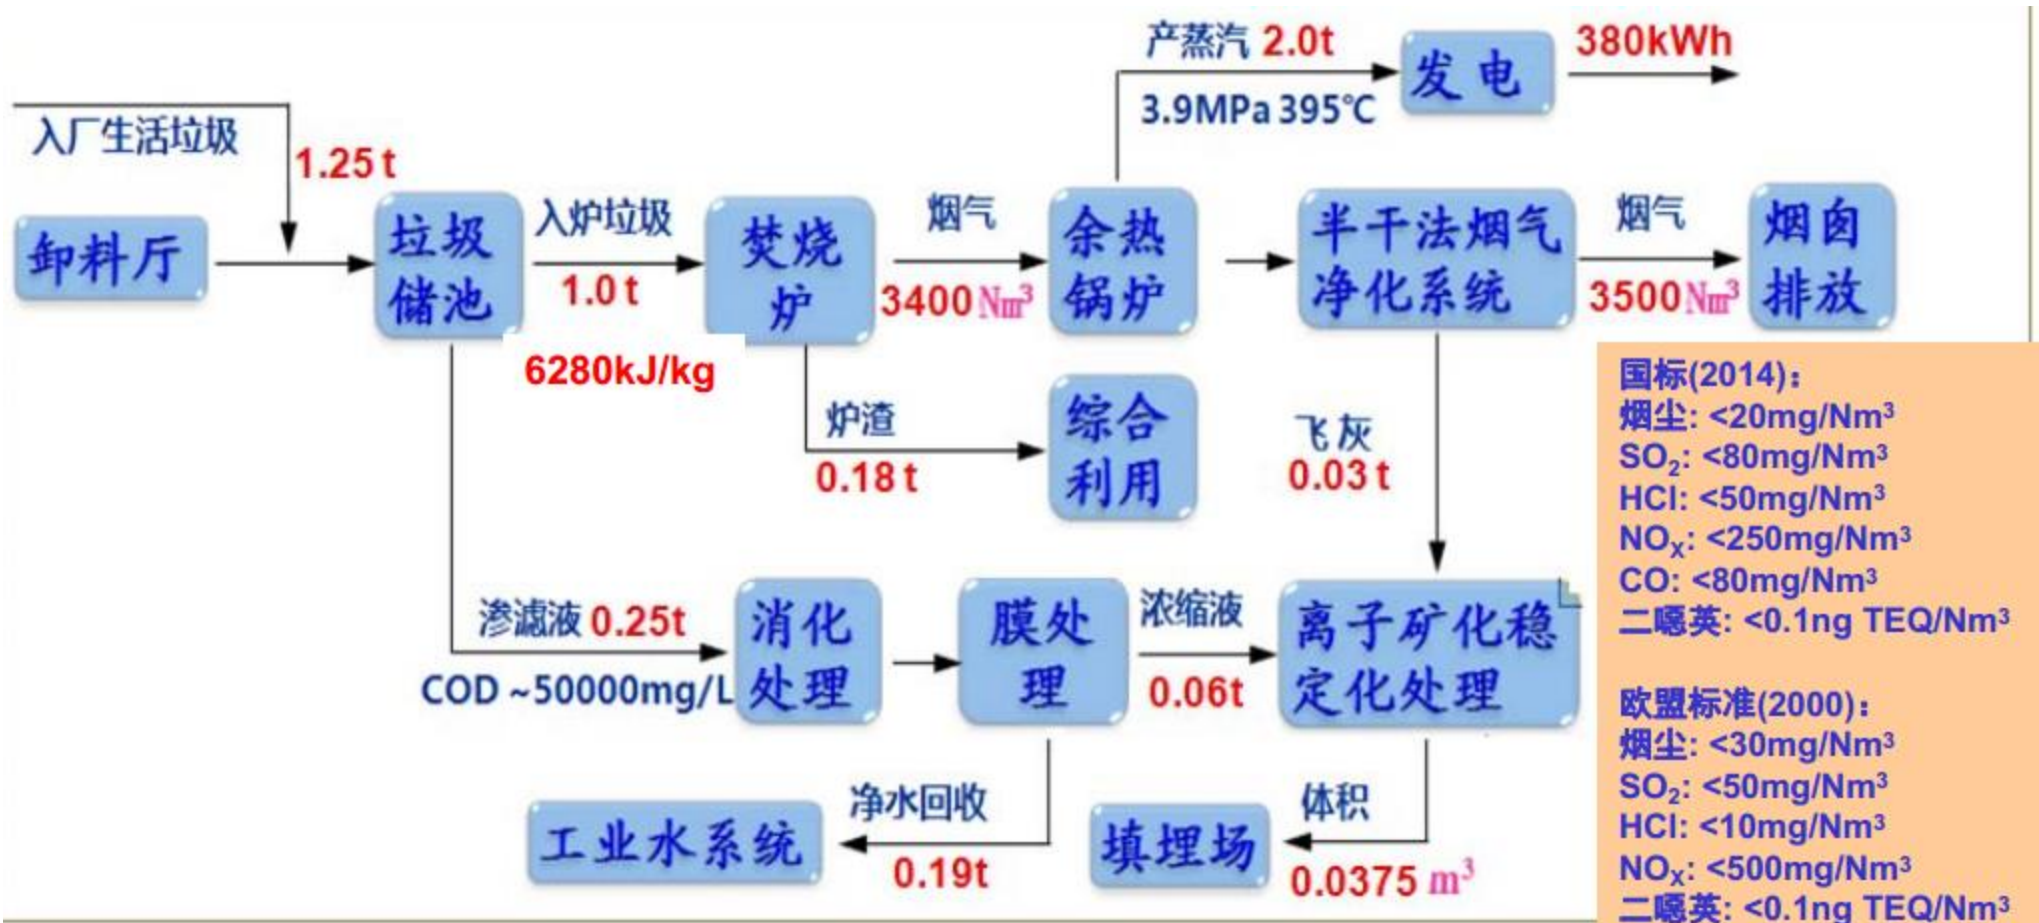 产蒸汽 2.0t
3.9MPa 395℃
发电
380kWh
入厂生活垃圾
1.25 t
卸料厅
垃圾
储池
入炉垃圾
1.0 t
6280kJ/kg
焚烧
炉
烟气
3400 Nm³
余热
锅炉
半干法烟气
净化系统
烟气
3500 Nm³
烟囱
排放
炉渣
0.18 t
综合
利用
飞灰
0.03 t
渗滤液 0.25t
COD ~50000mg/L
消化
处理
膜处
理
浓缩液
0.06t
离子矿化稳
定化处理
工业水系统
净水回收
0.19t
填埋场
体积
0.0375 m³
国标(2014)：
烟尘: <20mg/Nm³
SO₂: <80mg/Nm³
HCl: <50mg/Nm³
NOₓ: <250mg/Nm³
CO: <80mg/Nm³
二噁英: <0.1ng TEQ/Nm³
欧盟标准(2000)：
烟尘: <30mg/Nm³
SO₂: <50mg/Nm³
HCl: <10mg/Nm³
NOₓ: <500mg/Nm³
二噁英: <0.1ng TEQ/Nm³